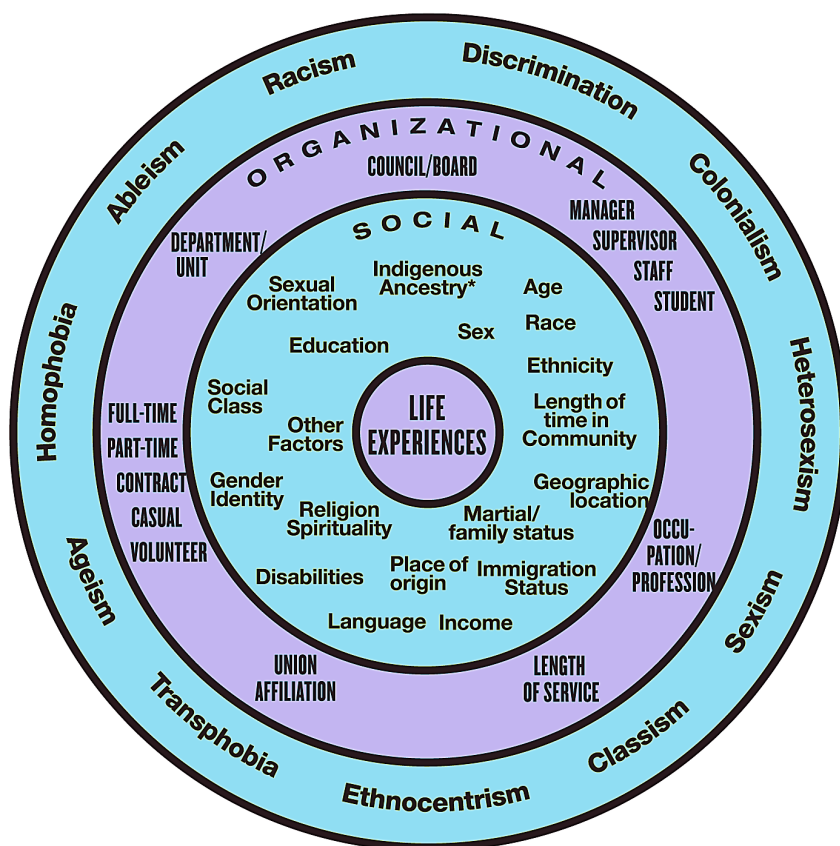 Racism
Discrimination
Ableism
Colonialism
Homophobia
Heterosexism
Ageism
Sexism
Transphobia
Classism
Ethnocentrism
ORGANIZATIONAL
COUNCIL/BOARD
DEPARTMENT/
UNIT
MANAGER
SUPERVISOR
STAFF
STUDENT
FULL-TIME
PART-TIME
CONTRACT
CASUAL
VOLUNTEER
OCCU-
PATION/
PROFESSION
UNION
AFFILIATION
LENGTH
OF SERVICE
SOCIAL
Sexual
Orientation
Indigenous
Ancestry*
Age
Education
Sex
Race
Ethnicity
Social
Class
Other
Factors
Length of
time in
Community
Gender
Identity
Religion
Spirituality
Martial/
family status
Geographic
location
Disabilities
Place of
origin
Immigration
Status
Language
Income
LIFE
EXPERIENCES